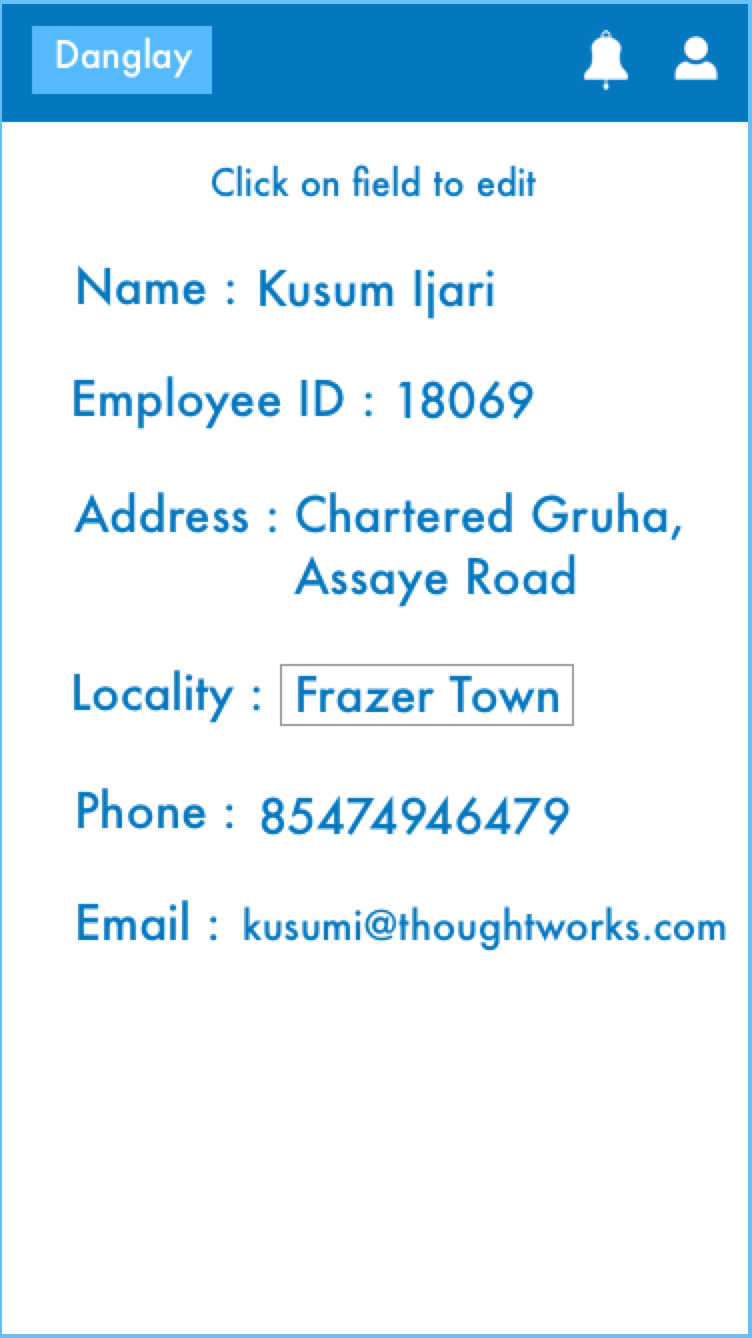 Danglay
Click on field to edit
Name : Kusum Ijari
Employee ID : 18069
Address : Chartered Gruha,
Assaye Road
Locality : Frazer Town
Phone : 85474946479
Email : kusumi@thoughtworks.com